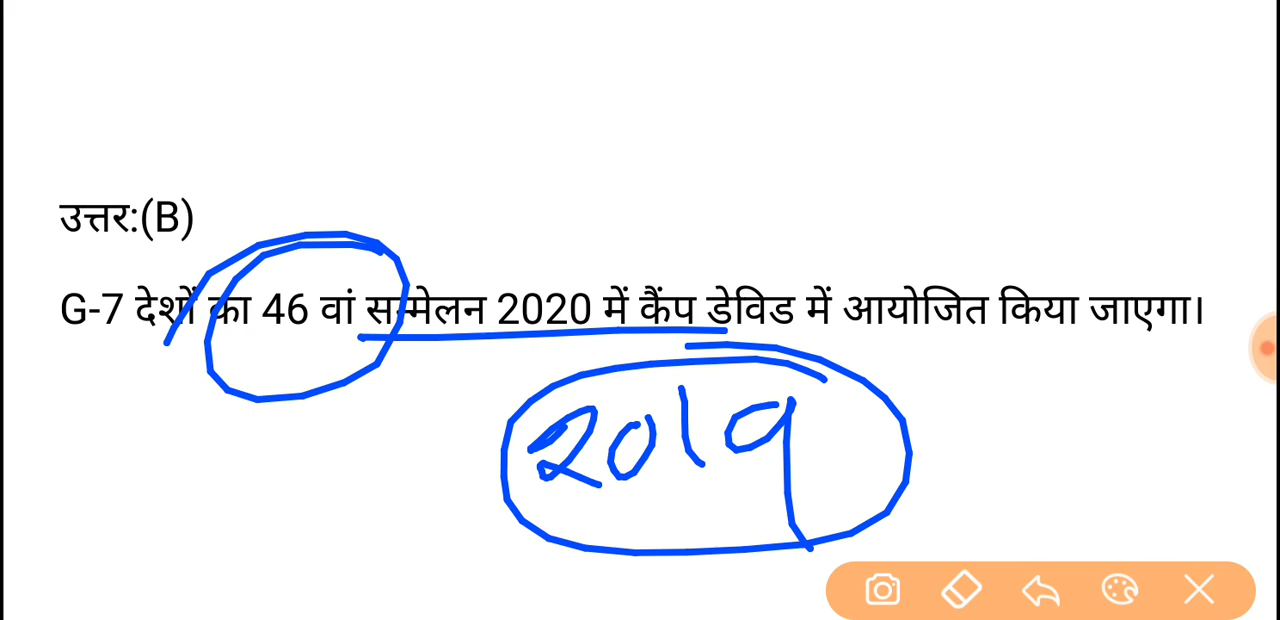 उत्तर:(B)
G-7 देशों का 46 वां सम्मेलन 2020 में कैंप डेविड में आयोजित किया जाएगा।
2019